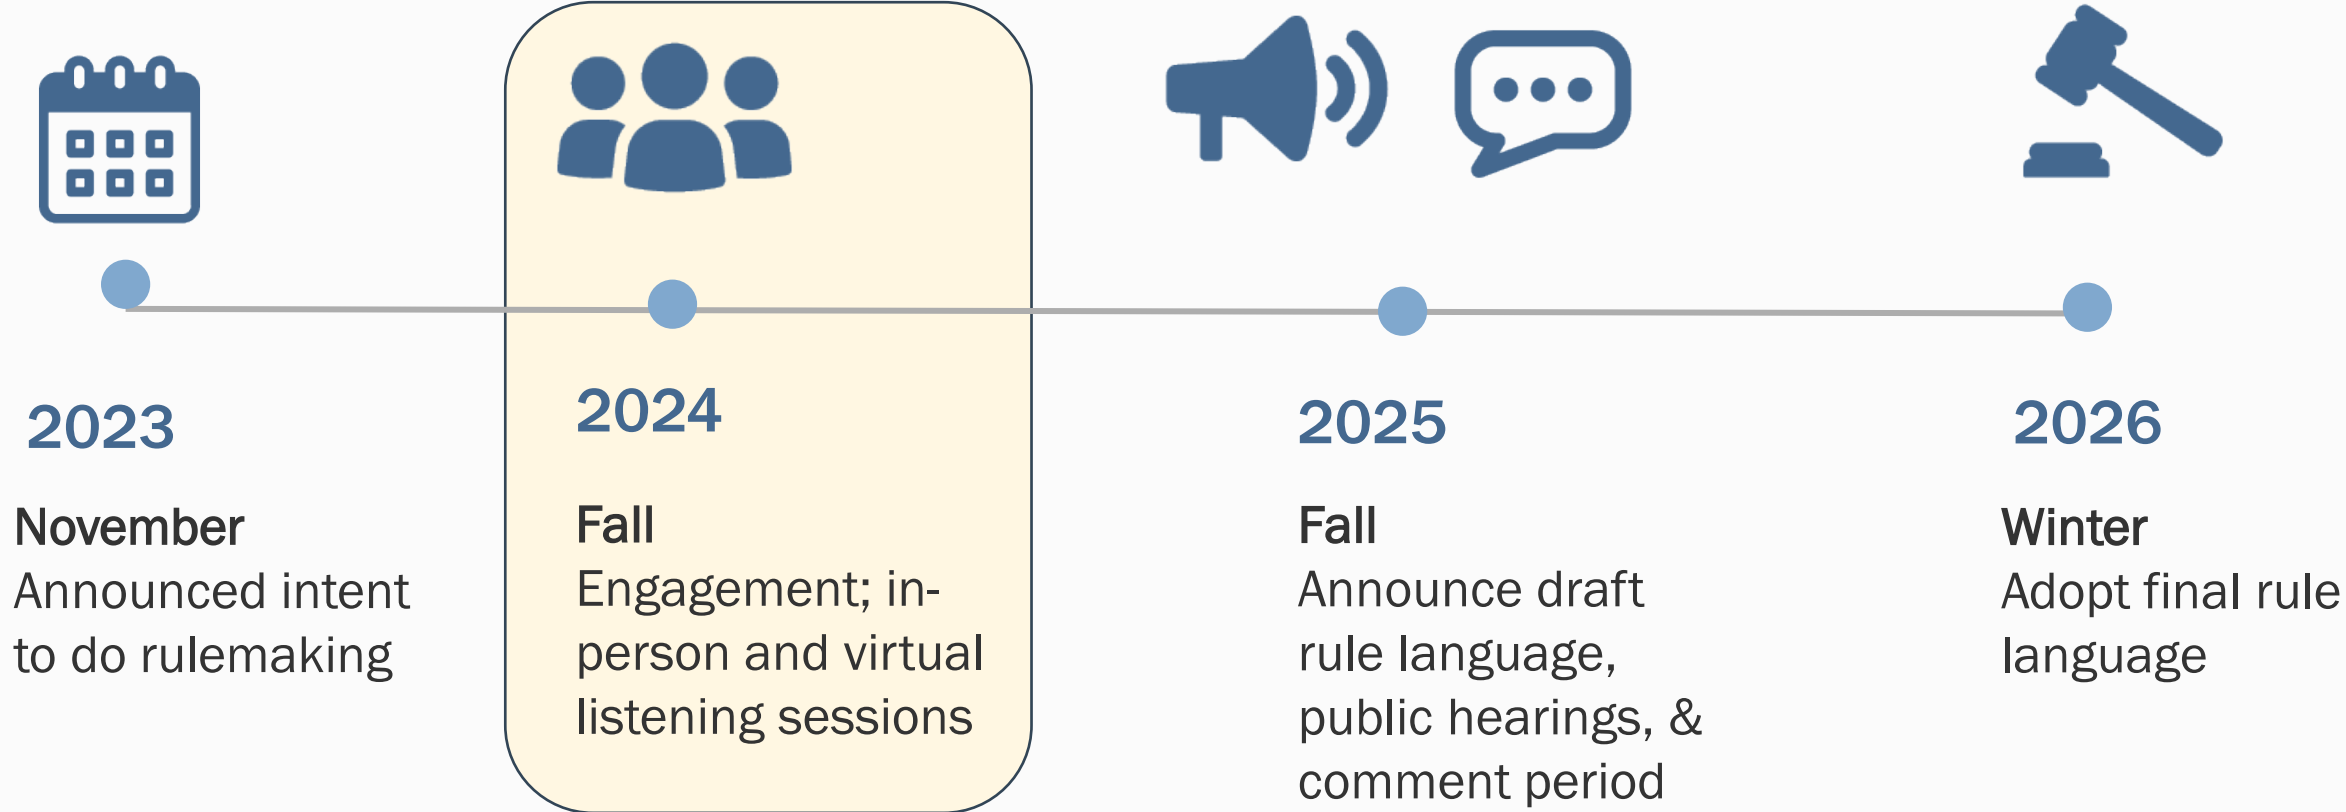 2023
November
Announced intent
to do rulemaking
2024
Fall
Engagement; in-
person and virtual
listening sessions
2025
Fall
Announce draft
rule language,
public hearings, &
comment period
2026
Winter
Adopt final rule
language